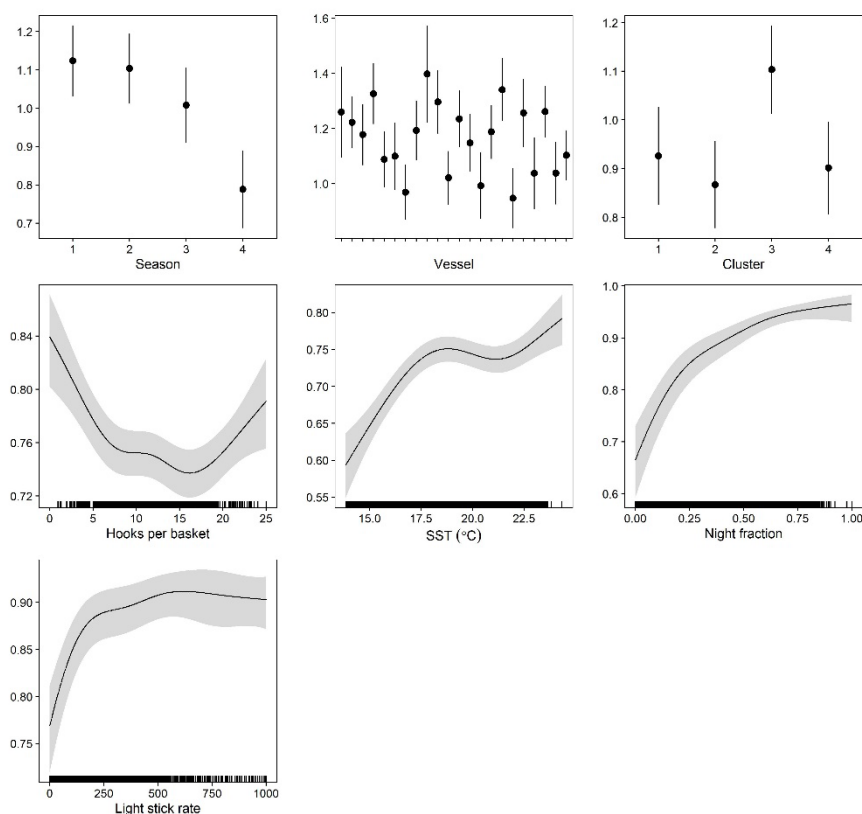 1.2
1.1
1.0
0.9
0.8
0.7
1 2 3 4
Season
1.6
1.4
1.2
1.0
Vessel
1.2
1.1
1.0
0.9
0.8
1 2 3 4
Cluster
0.84
0.80
0.76
0.72
0 5 10 15 20 25
Hooks per basket
0.80
0.75
0.70
0.65
0.60
0.55
15.0 17.5 20.0 22.5
SST (°C)
1.0
0.9
0.8
0.7
0.6
0.00 0.25 0.50 0.75 1.00
Night fraction
0.90
0.85
0.80
0.75
0 250 500 750 1000
Light stick rate